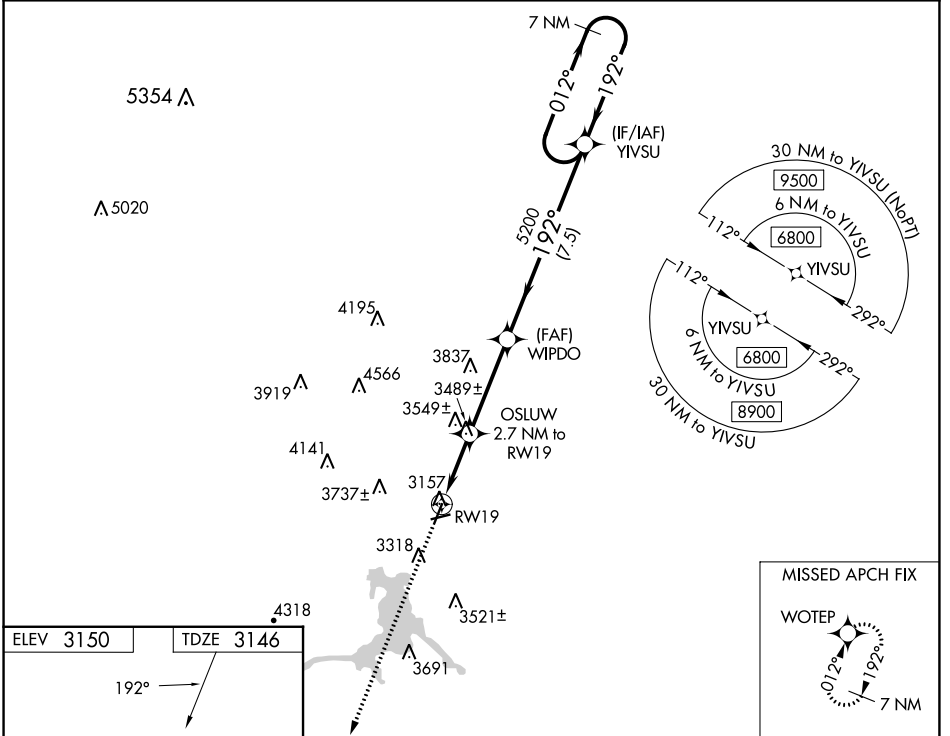 7 NM
012°
192°
5354
(IF/IAF)
YIVSU
5020
5200
192°
(7.5)
30 NM to YIVSU (NoPT)
9500
6 NM to YIVSU
6800
112°
YIVSU
292°
112°
YIVSU
292°
6800
6 NM to YIVSU
8900
30 NM to YIVSU
4195
(FAF)
WIPDO
3837
3919
4566
3489±
3549±
OSLUW
2.7 NM to
RW19
4141
3737±
3157
RW19
3318
3521±
4318
3691
ELEV 3150
TDZE 3146
192°
MISSED APCH FIX
WOTEP
012°
192°
7 NM